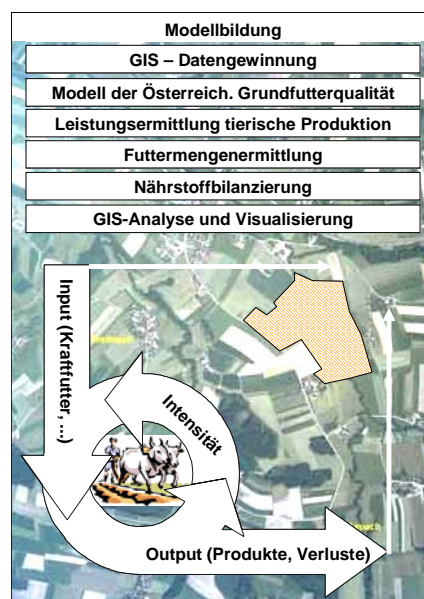 Modellbildung
GIS – Datengewinnung
Modell der Österreich. Grundfutterqualität
Leistungsermittlung tierische Produktion
Futtermengenermittlung
Nährstoffbilanzierung
GIS-Analyse und Visualisierung
Input (Kraftfutter, ...)
Intensität
Output (Produkte, Verluste)